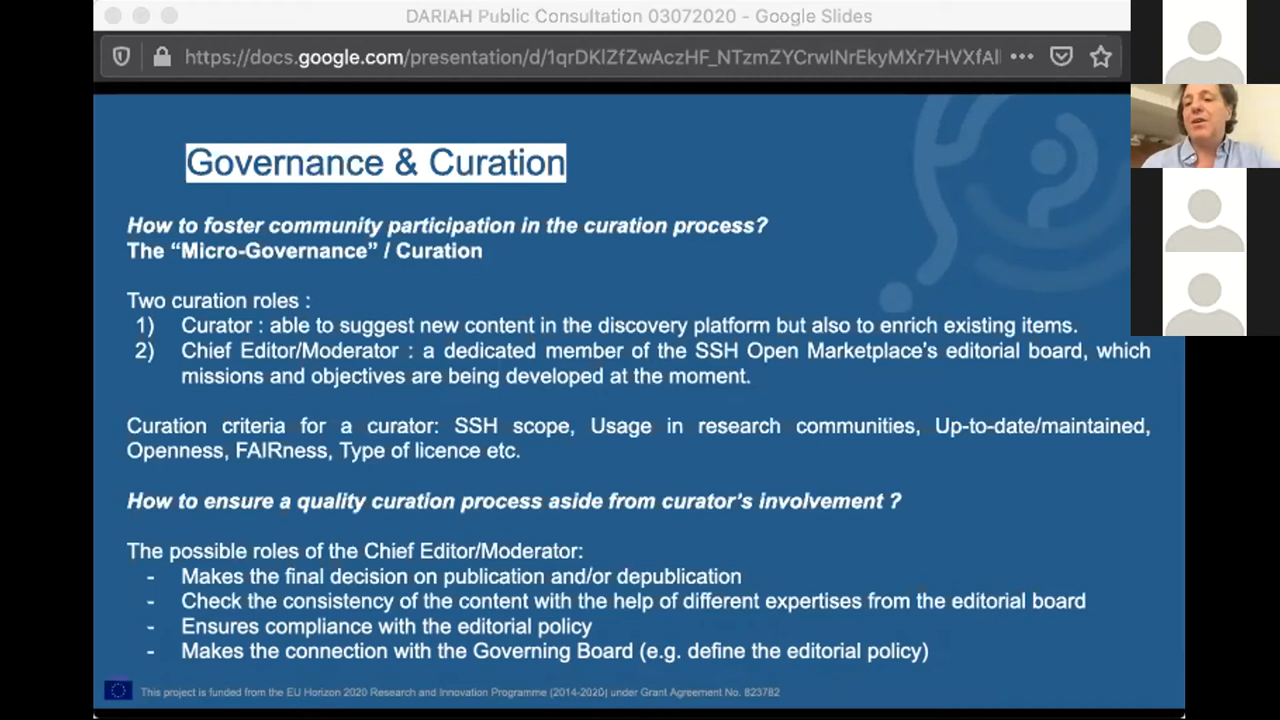 DARIAH Public Consultation 03072020 - Google Slides
https://docs.google.com/presentation/d/1qrDKlZfZwAczHF_NTzmZYCrwINrEkyMXr7HVXfAl
Governance & Curation
How to foster community participation in the curation process?
The “Micro-Governance” / Curation
Two curation roles :
1) Curator : able to suggest new content in the discovery platform but also to enrich existing items.
2) Chief Editor/Moderator : a dedicated member of the SSH Open Marketplace’s editorial board, which
missions and objectives are being developed at the moment.
Curation criteria for a curator: SSH scope, Usage in research communities, Up-to-date/maintained,
Openness, FAIRness, Type of licence etc.
How to ensure a quality curation process aside from curator’s involvement ?
The possible roles of the Chief Editor/Moderator:
- Makes the final decision on publication and/or depublication
- Check the consistency of the content with the help of different expertises from the editorial board
- Ensures compliance with the editorial policy
- Makes the connection with the Governing Board (e.g. define the editorial policy)
This project is funded from the EU Horizon 2020 Research and Innovation Programme (2014-2020) under Grant Agreement No. 823782